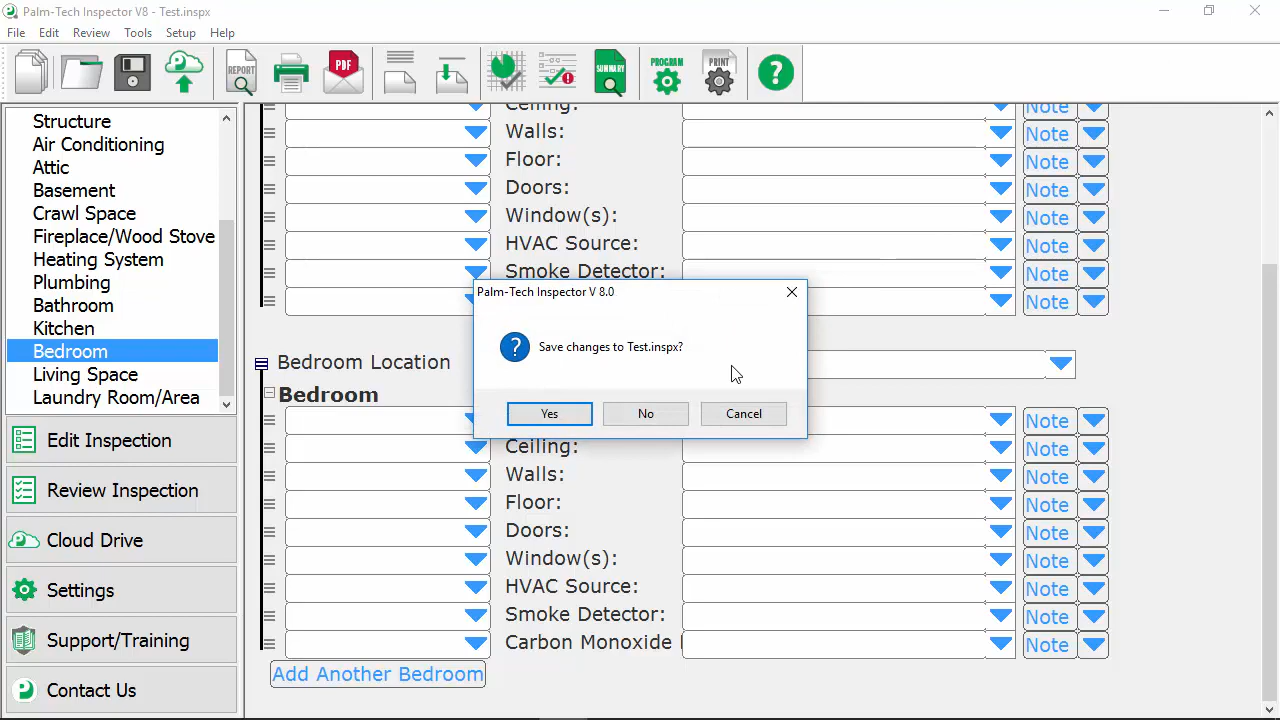 Palm-Tech Inspector V8 - Test.inspx
File Edit Review Tools Setup Help
REPORT PDF SUMMARY PROGRAM PRINT ?
Structure
Air Conditioning
Attic
Basement
Crawl Space
Fireplace/Wood Stove
Heating System
Plumbing
Bathroom
Kitchen
Bedroom
Living Space
Laundry Room/Area
Edit Inspection
Review Inspection
Cloud Drive
Settings
Support/Training
Contact Us
Ceiling: Note
Walls: Note
Floor: Note
Doors: Note
Window(s): Note
HVAC Source: Note
Smoke Detector: Note
Note
Palm-Tech Inspector V 8.0
? Save changes to Test.inspx?
Yes No Cancel
Bedroom Location
Bedroom
Note
Ceiling: Note
Walls: Note
Floor: Note
Doors: Note
Window(s): Note
HVAC Source: Note
Smoke Detector: Note
Carbon Monoxide Note
Add Another Bedroom